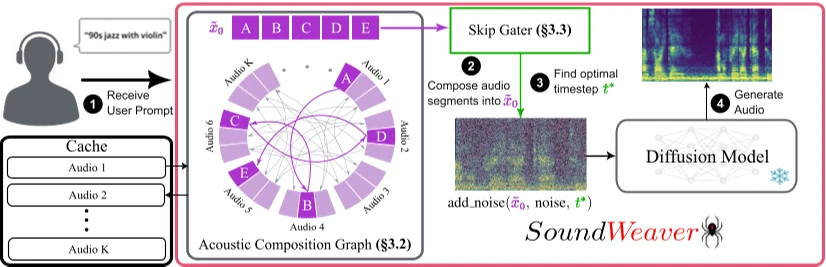 "90s jazz with violin"
1 Receive
User Prompt
Cache
Audio 1
Audio 2
Audio K
x̃₀ A B C D E
Audio K
Audio 1
Audio 6
Audio 2
Audio 5
Audio 3
Audio 4
A
C
D
E
B
Acoustic Composition Graph (§3.2)
Skip Gater (§3.3)
2
Compose audio
segments into x̃₀
3 Find optimal
timestep t*
add_noise(x̃₀, noise, t*)
4 Generate
Audio
Diffusion Model
SoundWeaver